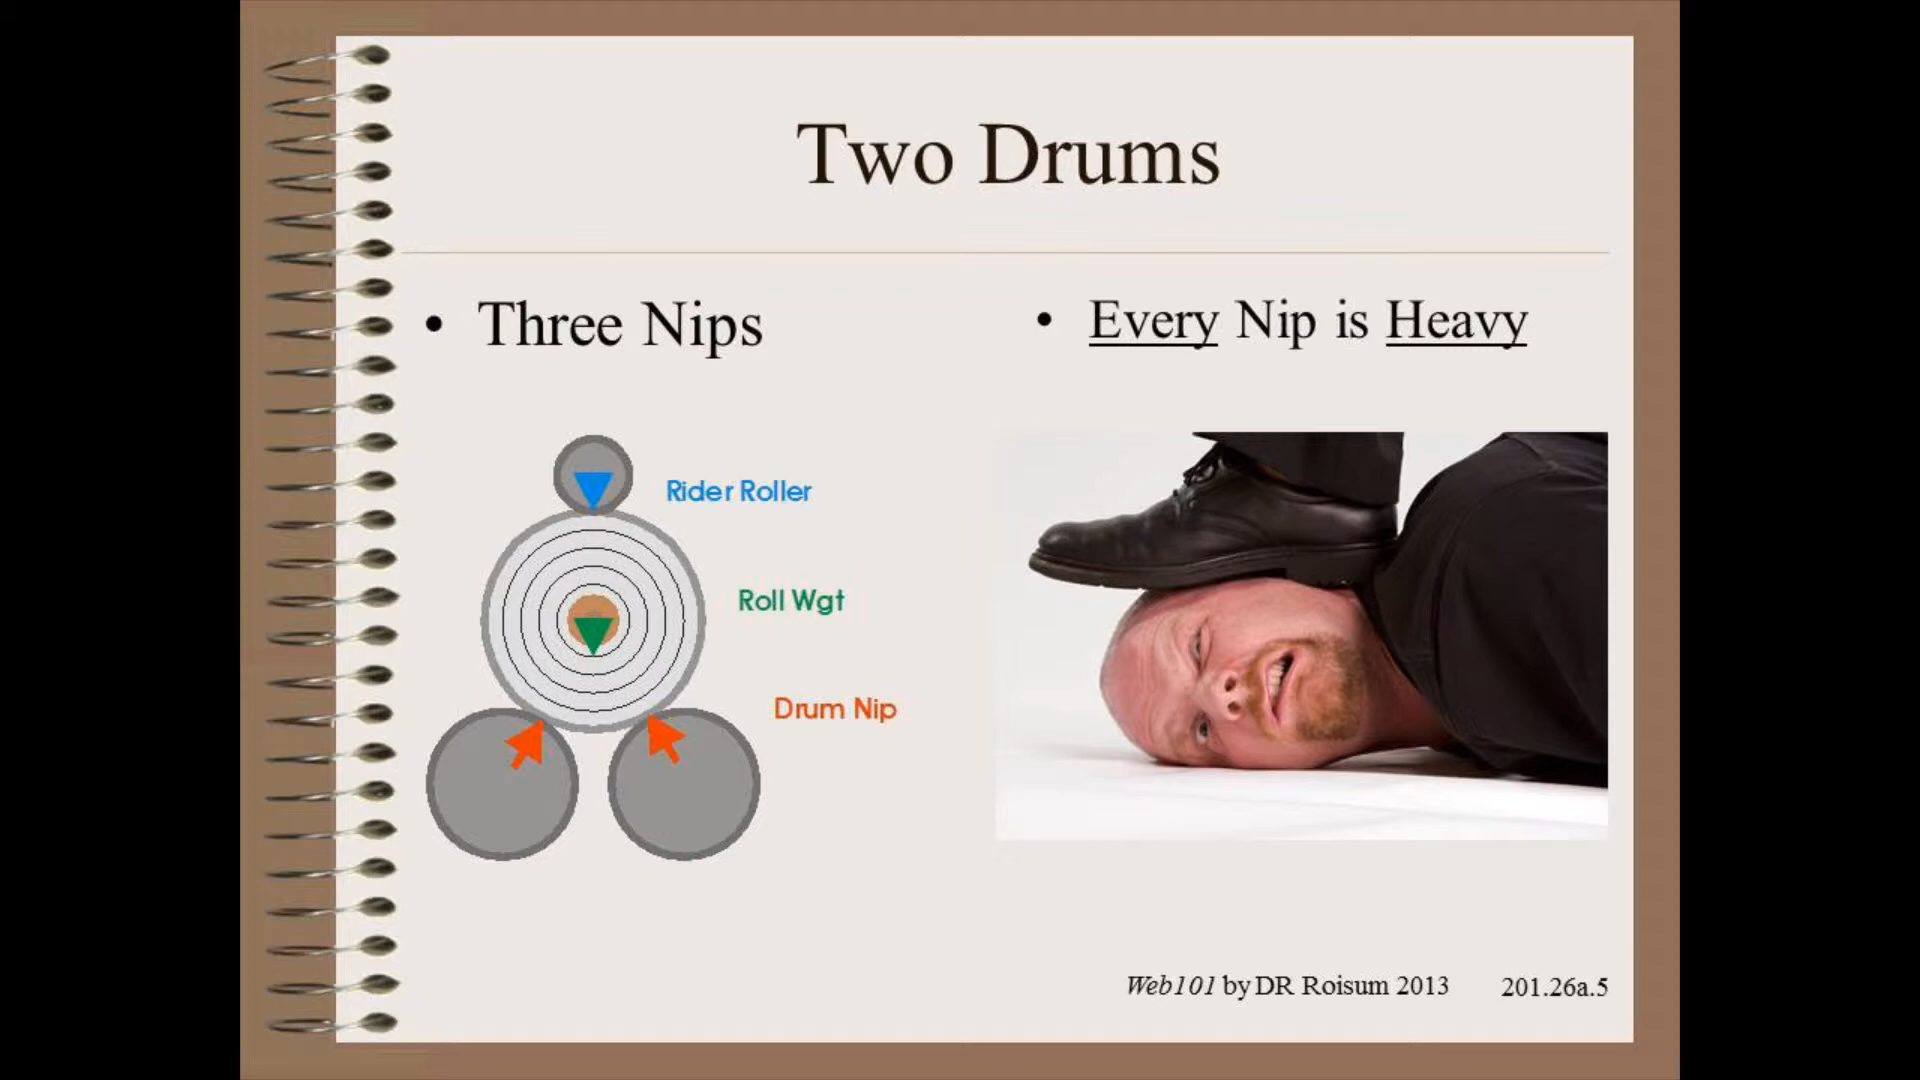 Two Drums
• Three Nips
• Every Nip is Heavy
Rider Roller
Roll Wgt
Drum Nip
Web101 by DR Roisum 2013
201.26a.5